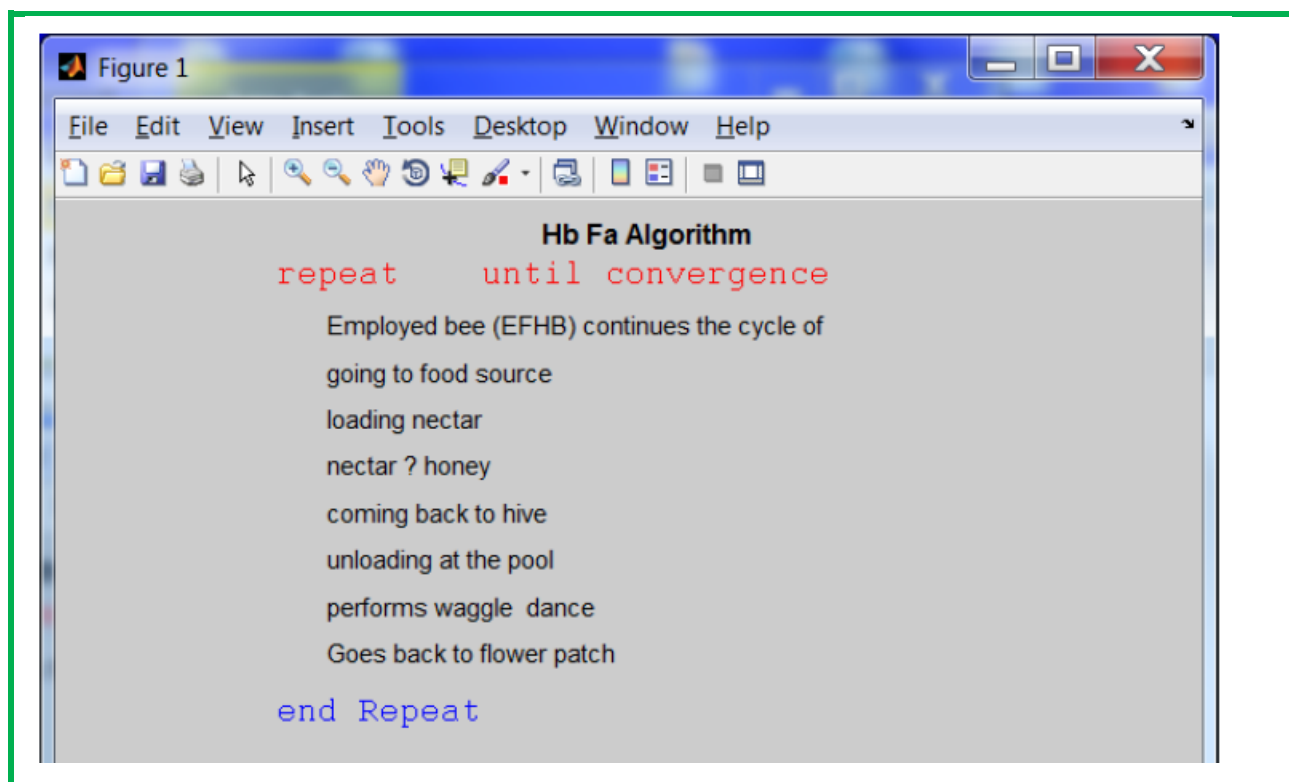 Figure 1
File Edit View Insert Tools Desktop Window Help
Hb Fa Algorithm
repeat until convergence
Employed bee (EFHB) continues the cycle of
going to food source
loading nectar
nectar ? honey
coming back to hive
unloading at the pool
performs waggle dance
Goes back to flower patch
end Repeat